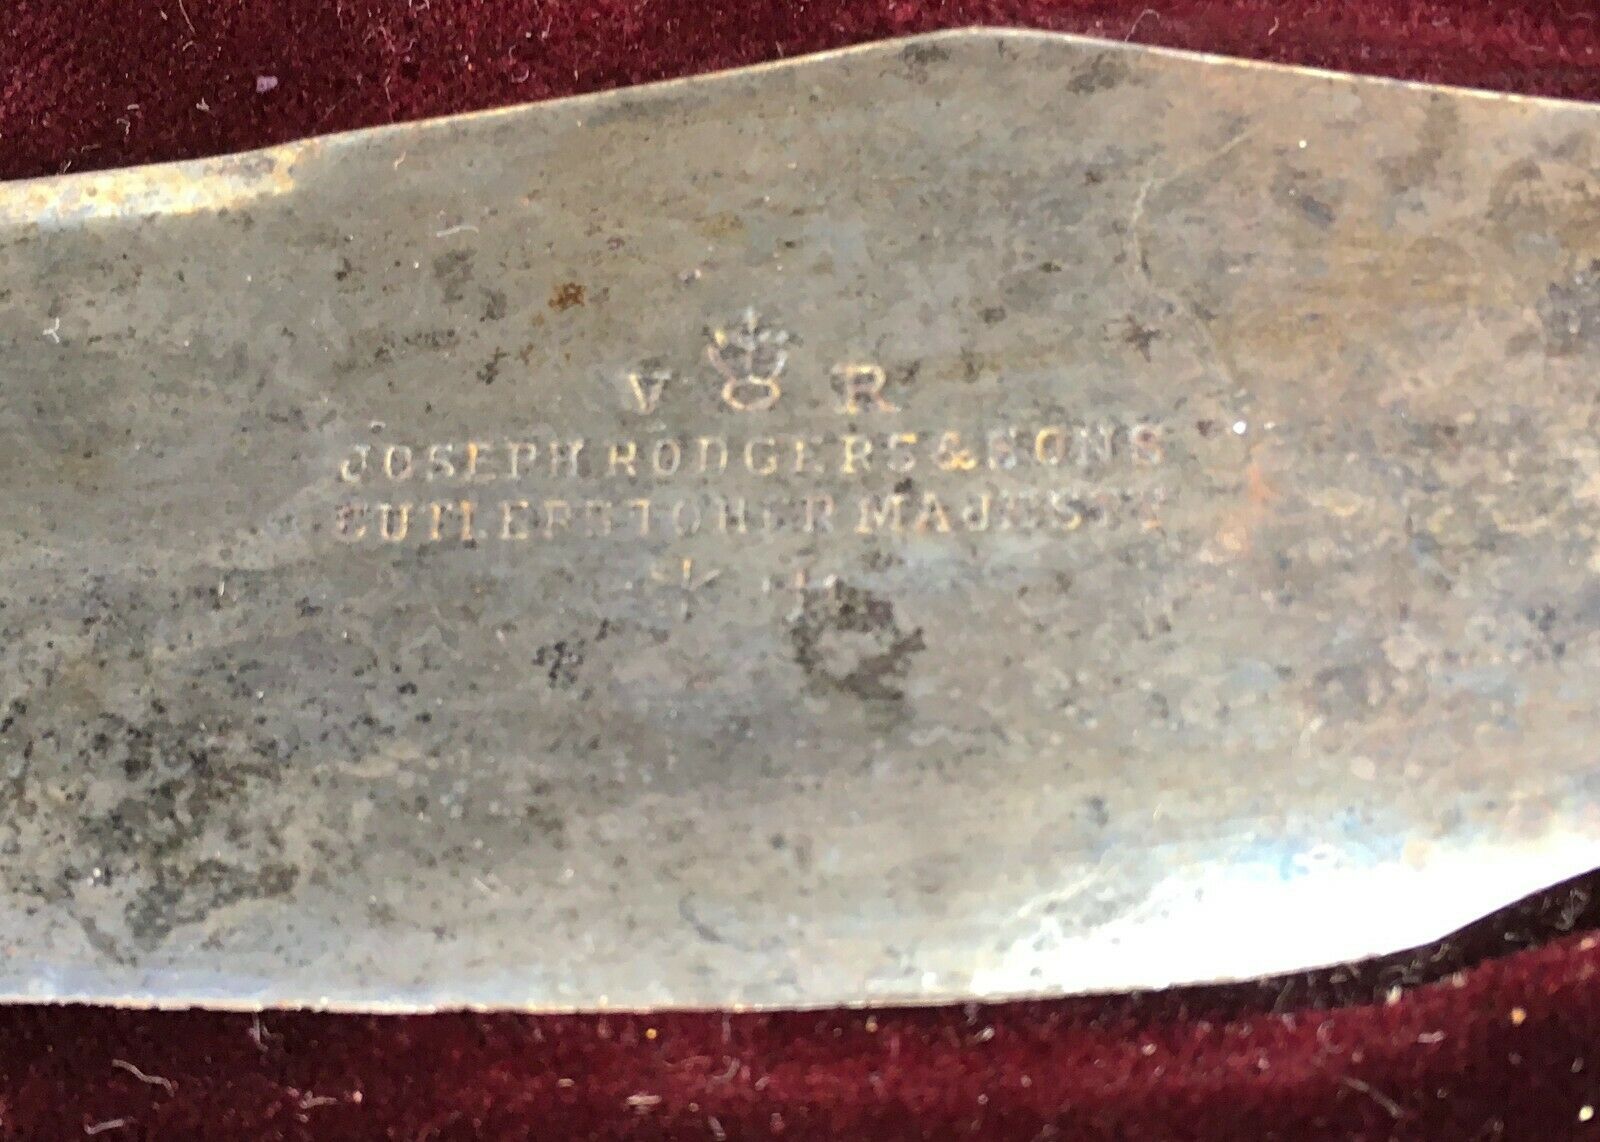 V R
JOSEPH RODGERS & SONS
CUTLERS TO HER MAJESTY